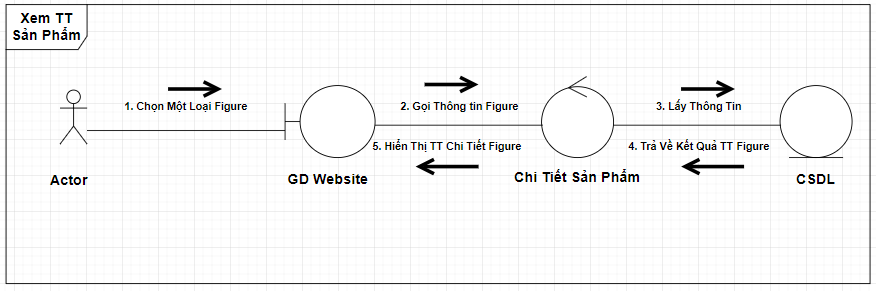 Xem TT
Sản Phẩm
1. Chọn Một Loại Figure
2. Gọi Thông tin Figure
3. Lấy Thông Tin
5. Hiển Thị TT Chi Tiết Figure
4. Trả Về Kết Quả TT Figure
Actor
GD Website
Chi Tiết Sản Phẩm
CSDL